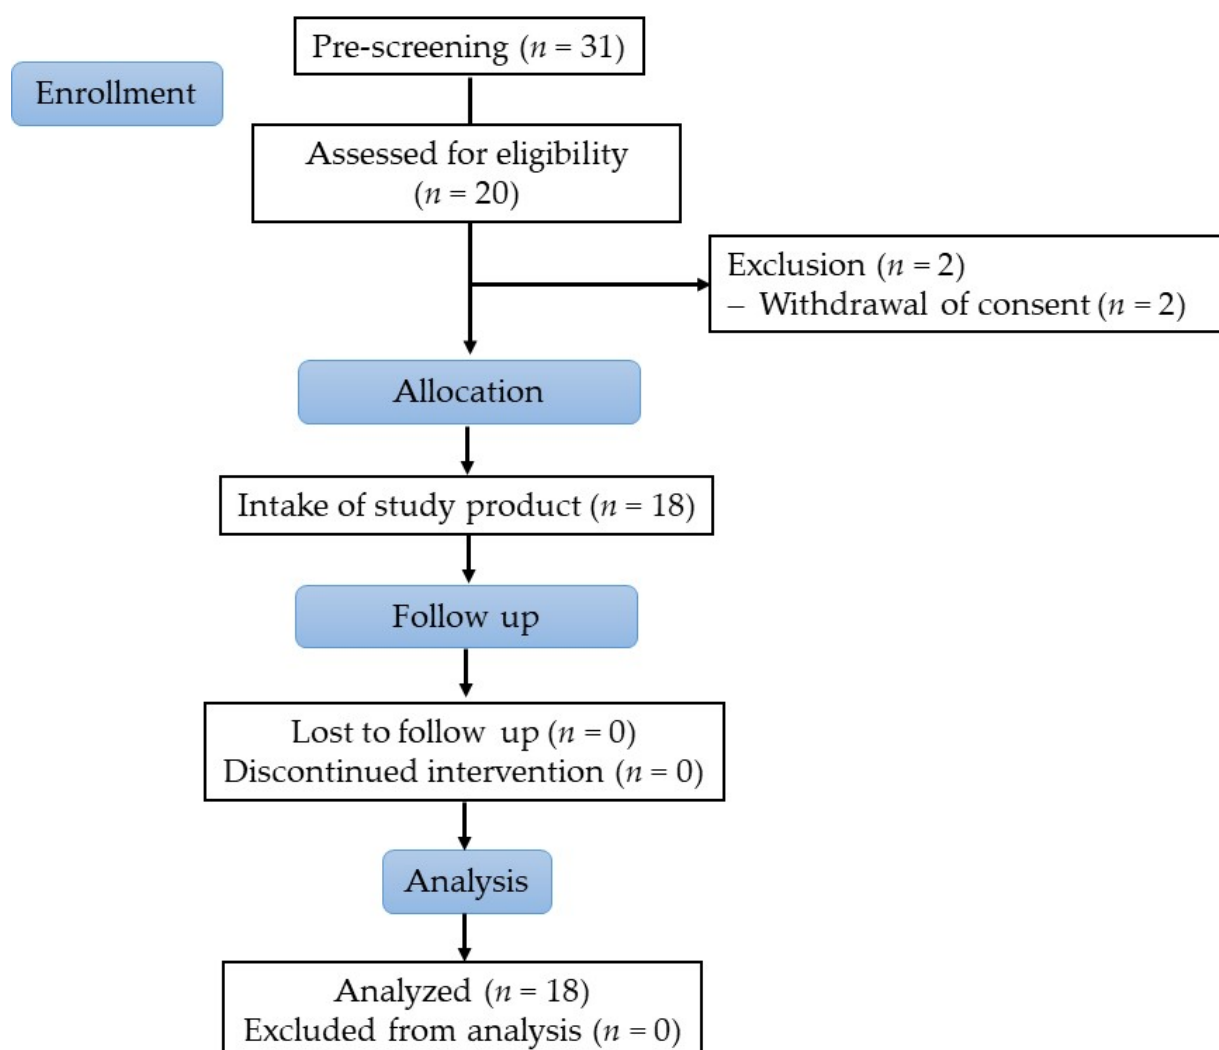 Pre-screening (n = 31)
Enrollment
Assessed for eligibility
(n = 20)
Exclusion (n = 2)
– Withdrawal of consent (n = 2)
Allocation
Intake of study product (n = 18)
Follow up
Lost to follow up (n = 0)
Discontinued intervention (n = 0)
Analysis
Analyzed (n = 18)
Excluded from analysis (n = 0)